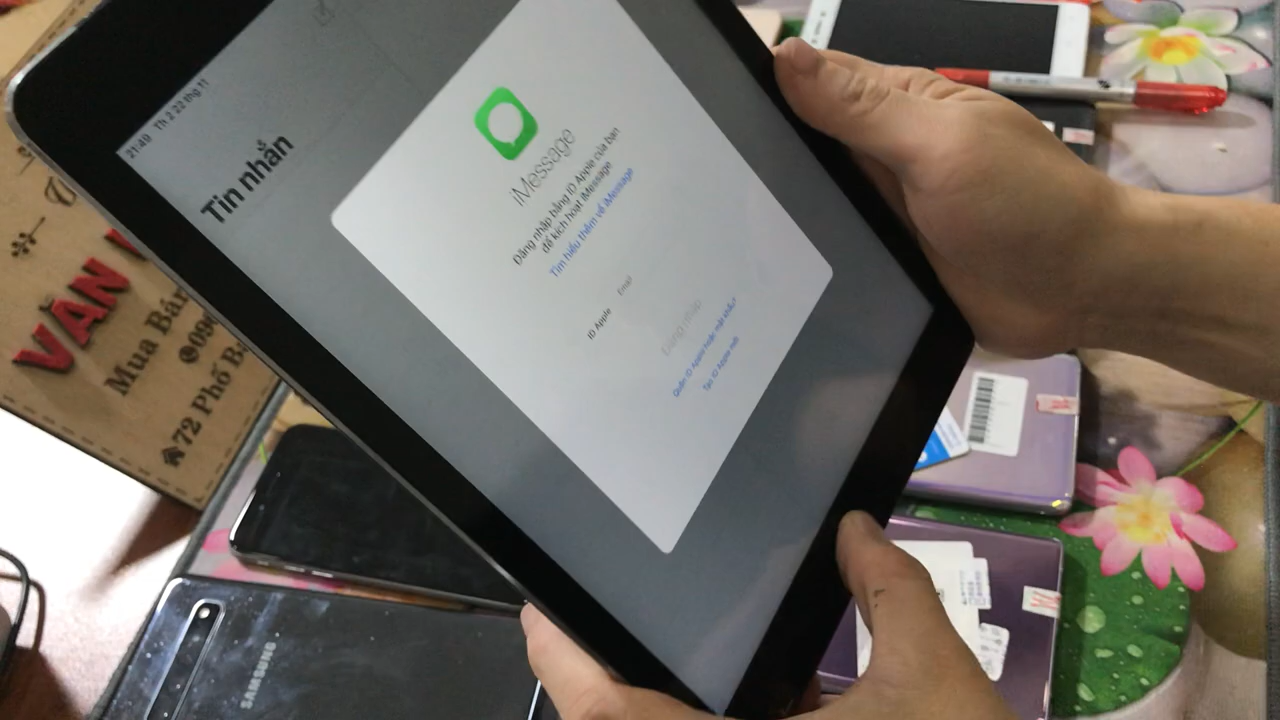 21:49 Th 2 22 thg 11
Tin nhắn
iMessage
Đăng nhập bằng ID Apple của bạn
để kích hoạt iMessage
Tìm hiểu thêm về iMessage
ID Apple Email
Đăng nhập
Quên ID Apple hoặc mật khẩu?
Tạo ID Apple mới
VĂN
Mua Bán
72 Phố
SAMSUNG